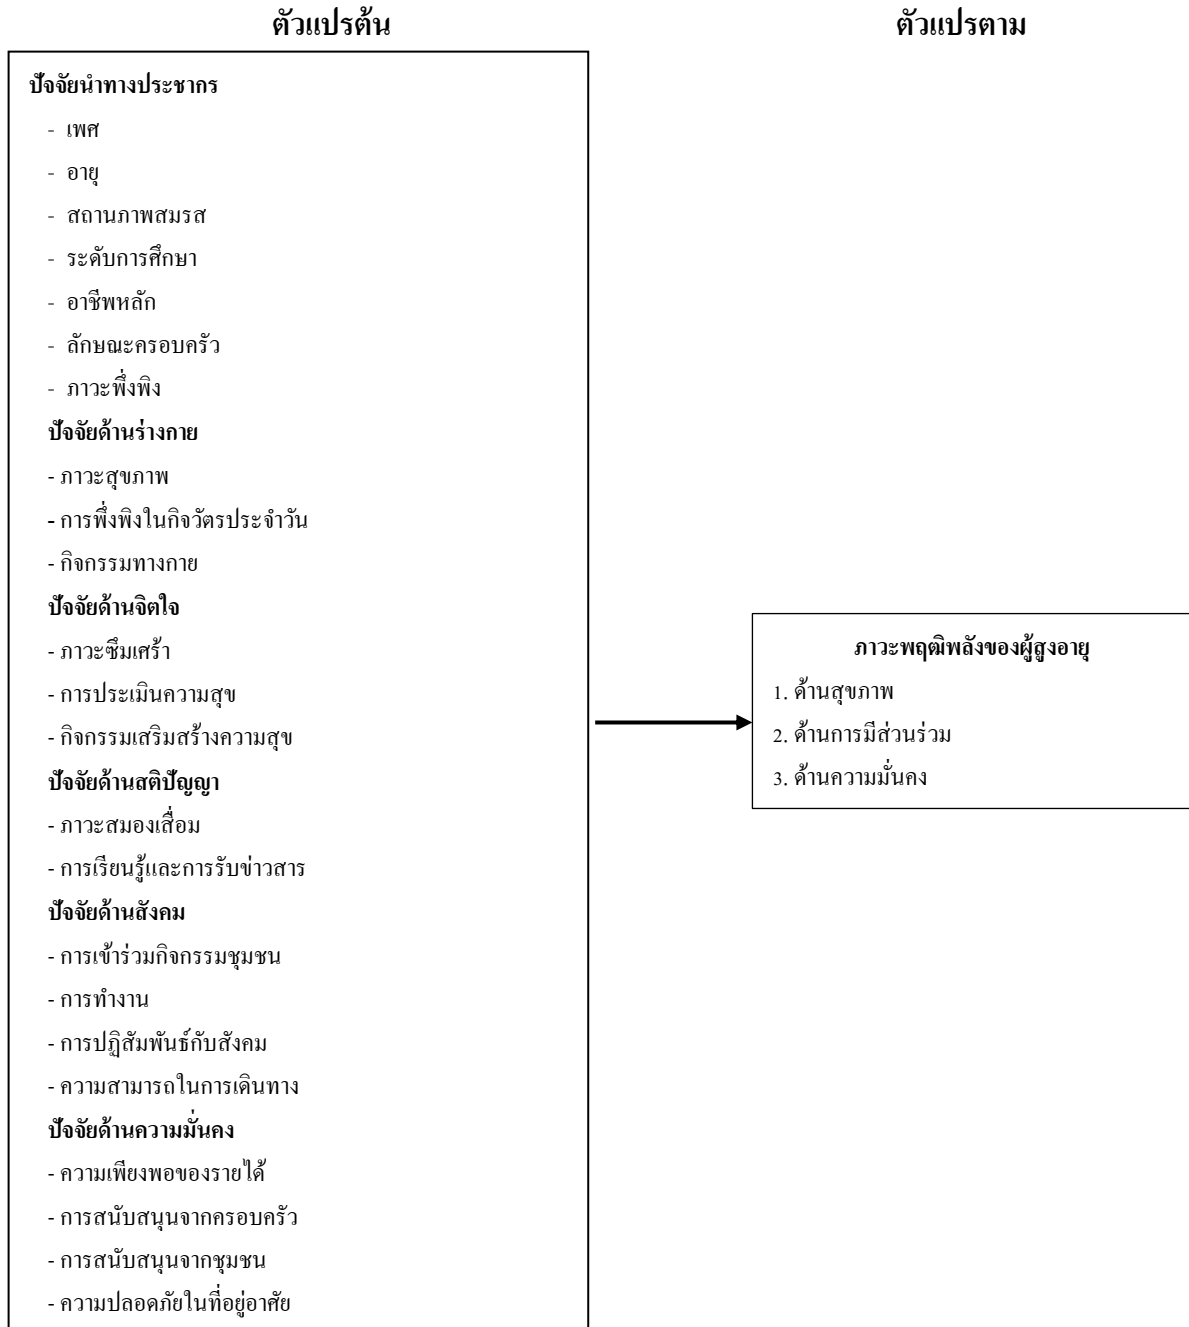 ตัวแปรต้น
ตัวแปรตาม
ปัจจัยนำทางประชากร
- เพศ
- อายุ
- สถานภาพสมรส
- ระดับการศึกษา
- อาชีพหลัก
- ลักษณะครอบครัว
- ภาวะพึ่งพิง
ปัจจัยด้านร่างกาย
- ภาวะสุขภาพ
- การพึ่งพิงในกิจวัตรประจำวัน
- กิจกรรมทางกาย
ปัจจัยด้านจิตใจ
- ภาวะซึมเศร้า
- การประเมินความสุข
- กิจกรรมเสริมสร้างความสุข
ปัจจัยด้านสติปัญญา
- ภาวะสมองเสื่อม
- การเรียนรู้และการรับข่าวสาร
ปัจจัยด้านสังคม
- การเข้าร่วมกิจกรรมชุมชน
- การทำงาน
- การปฏิสัมพันธ์กับสังคม
- ความสามารถในการเดินทาง
ปัจจัยด้านความมั่นคง
- ความเพียงพอของรายได้
- การสนับสนุนจากครอบครัว
- การสนับสนุนจากชุมชน
- ความปลอดภัยในที่อยู่อาศัย
ภาวะพฤฒิพลังของผู้สูงอายุ
1. ด้านสุขภาพ
2. ด้านการมีส่วนร่วม
3. ด้านความมั่นคง